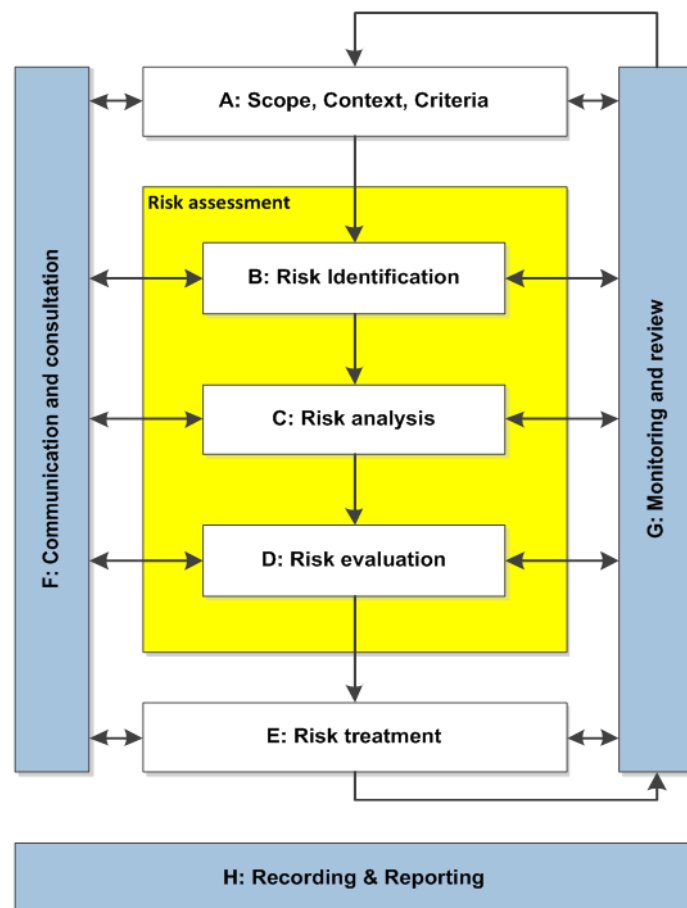 A: Scope, Context, Criteria
Risk assessment
B: Risk Identification
C: Risk analysis
D: Risk evaluation
E: Risk treatment
F: Communication and consultation
G: Monitoring and review
H: Recording & Reporting